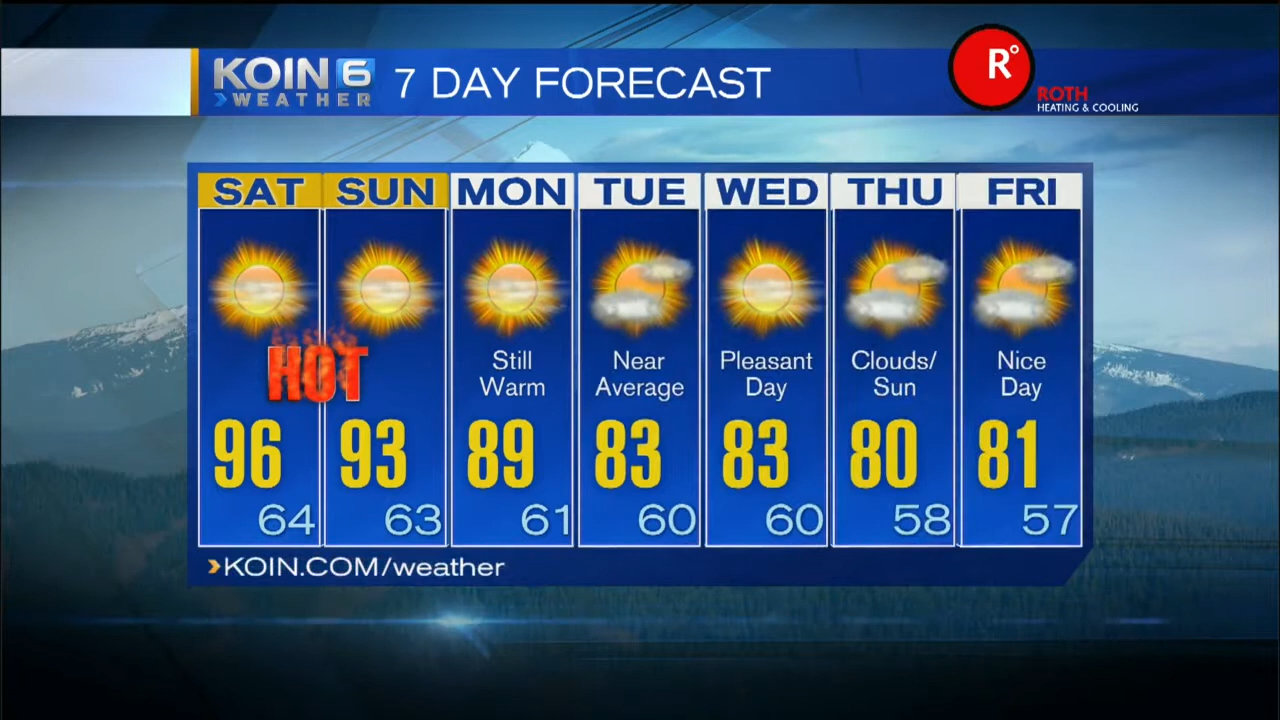 KOIN 6
WEATHER
7 DAY FORECAST
R°
ROTH
HEATING & COOLING
SAT SUN MON TUE WED THU FRI
HOT
Still
Warm
Near
Average
Pleasant
Day
Clouds/
Sun
Nice
Day
96 93 89 83 83 80 81
64 63 61 60 60 58 57
KOIN.COM/weather